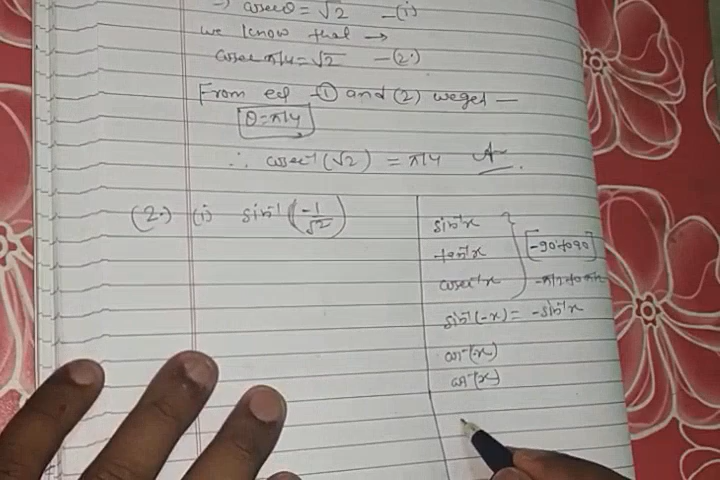 ⇒ cosecθ = √2 —(i)
we know that →
cosec π/4 = √2 —(2.)
From eq ① and (2) we get —
θ = π/4
∴ cosec⁻¹(√2) = π/4 A
(2.) (i) sin⁻¹(-1/√2)
sin⁻¹x
tan⁻¹x
-90 to 90
cosec⁻¹x
-π/2 to π/2
sin⁻¹(-x) = -sin⁻¹x
cos⁻¹(x)
cot⁻¹(x)